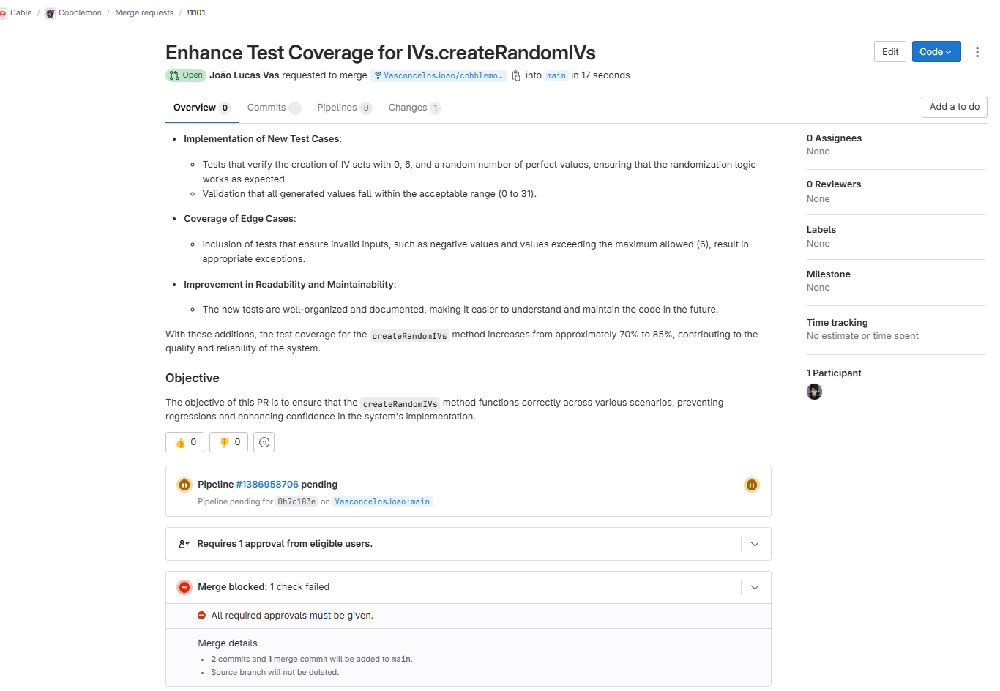 Cable / Cobblemon / Merge requests / !1101
Enhance Test Coverage for IVs.createRandomIVs
Edit
Code
Open João Lucas Vas requested to merge VasconcelosJoao/cobblemo… into main in 17 seconds
Overview 0 Commits - Pipelines 0 Changes 1
Add a to do
Implementation of New Test Cases:
Tests that verify the creation of IV sets with 0, 6, and a random number of perfect values, ensuring that the randomization logic
works as expected.
Validation that all generated values fall within the acceptable range (0 to 31).
Coverage of Edge Cases:
Inclusion of tests that ensure invalid inputs, such as negative values and values exceeding the maximum allowed (6), result in
appropriate exceptions.
Improvement in Readability and Maintainability:
The new tests are well-organized and documented, making it easier to understand and maintain the code in the future.
With these additions, the test coverage for the createRandomIVs method increases from approximately 70% to 85%, contributing to the
quality and reliability of the system.
Objective
The objective of this PR is to ensure that the createRandomIVs method functions correctly across various scenarios, preventing
regressions and enhancing confidence in the system's implementation.
👍 0 👎 0
Pipeline #1386958706 pending
Pipeline pending for 0b7c183e on VasconcelosJoao:main
Requires 1 approval from eligible users.
Merge blocked: 1 check failed
All required approvals must be given.
Merge details
2 commits and 1 merge commit will be added to main.
Source branch will not be deleted.
0 Assignees
None
0 Reviewers
None
Labels
None
Milestone
None
Time tracking
No estimate or time spent
1 Participant